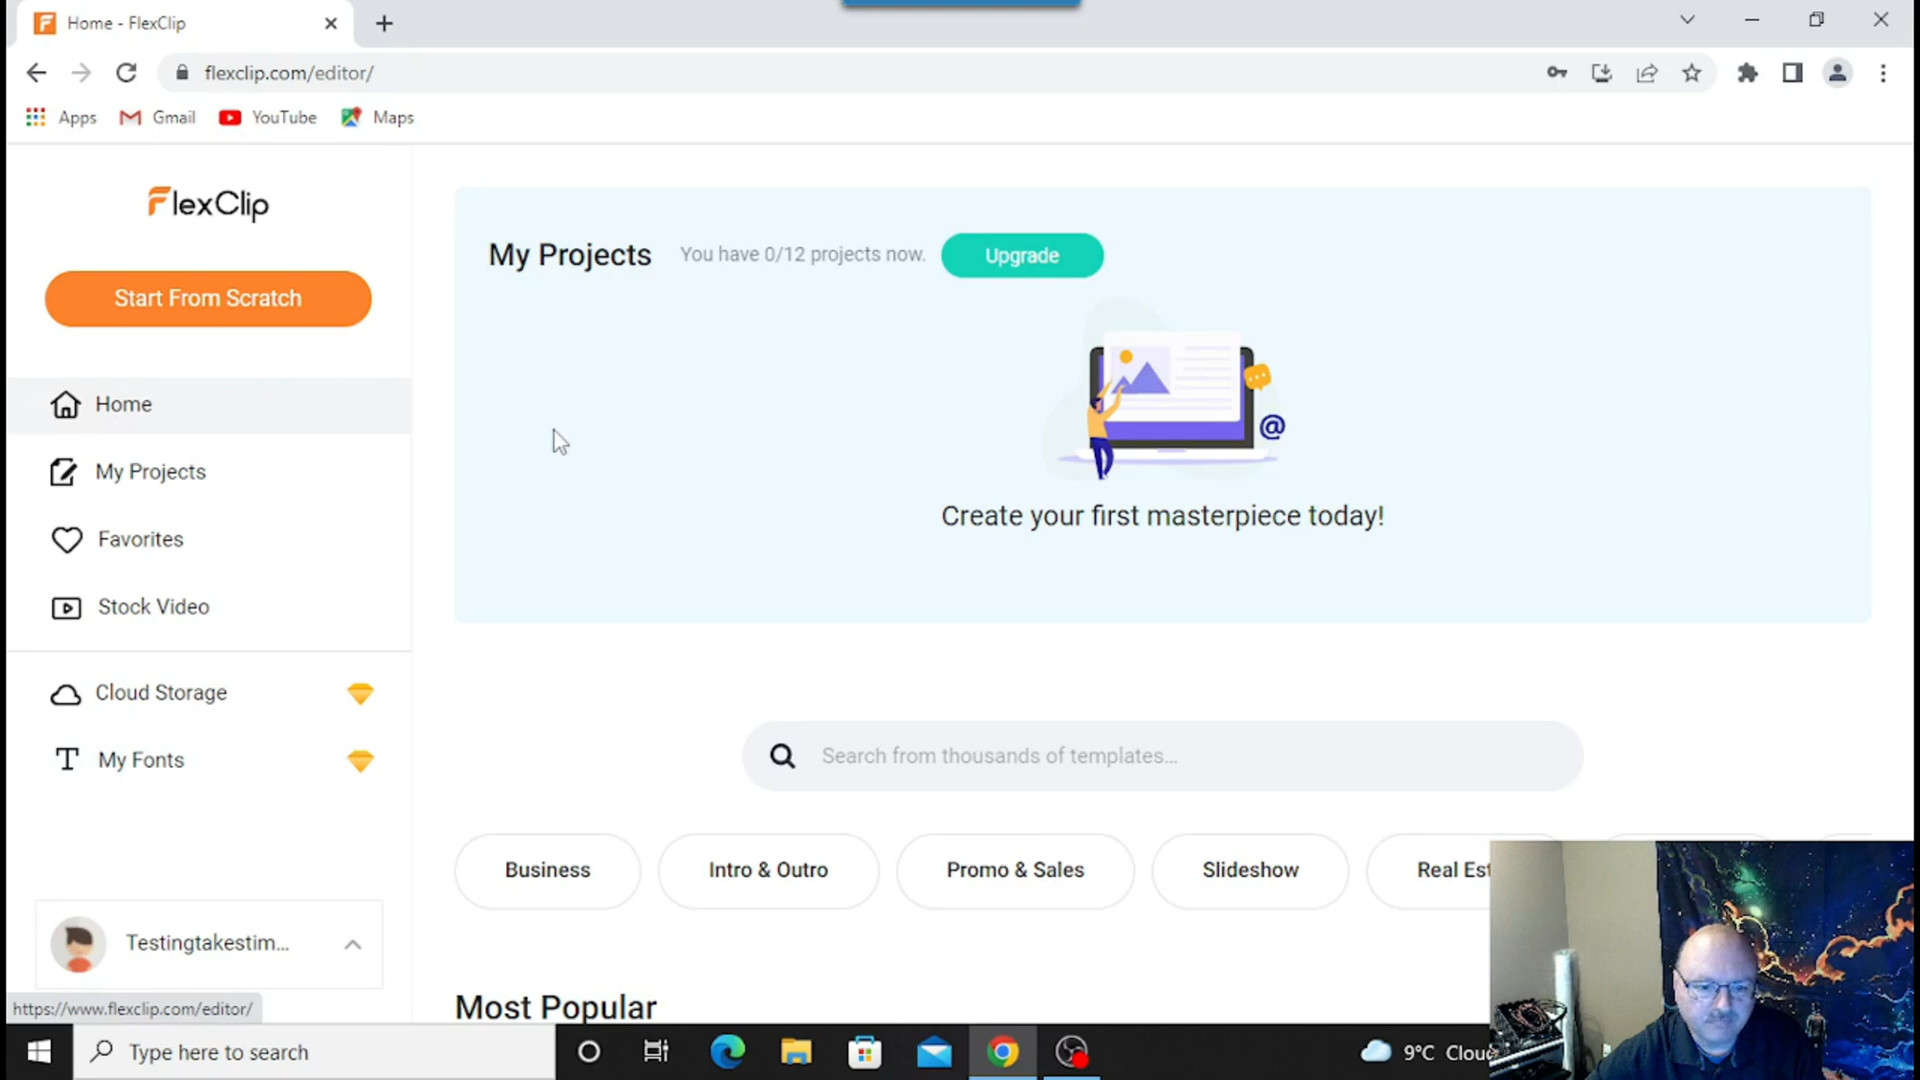 Home - FlexClip
flexclip.com/editor/
Apps Gmail YouTube Maps
FlexClip
Start From Scratch
Home
My Projects
Favorites
Stock Video
Cloud Storage
My Fonts
Testingtakestim...
https://www.flexclip.com/editor/
My Projects You have 0/12 projects now. Upgrade
@
Create your first masterpiece today!
Search from thousands of templates...
Business Intro & Outro Promo & Sales Slideshow Real Est
Most Popular
Type here to search
9°C Cloud